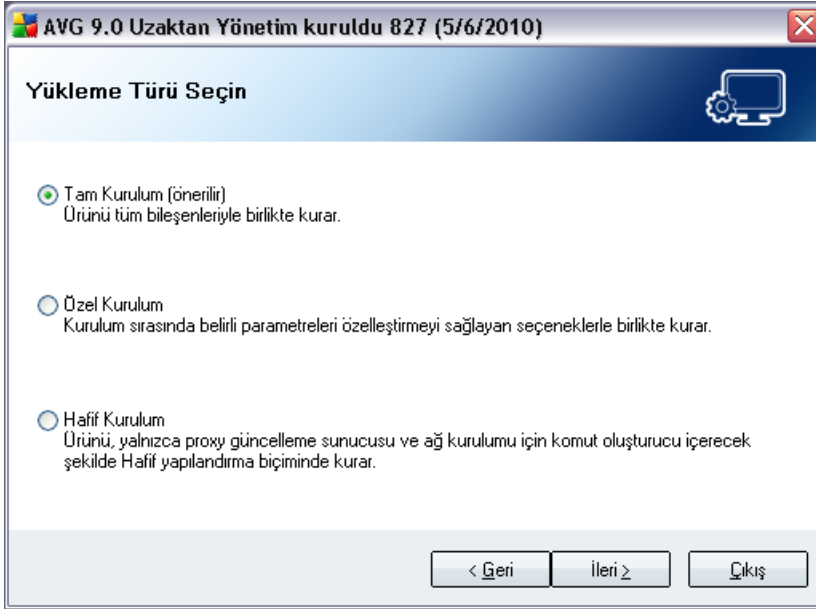 AVG 9.0 Uzaktan Yönetim kuruldu 827 (5/6/2010)
Yükleme Türü Seçin
Tam Kurulum (önerilir)
Ürünü tüm bileşenleriyle birlikte kurar.
Özel Kurulum
Kurulum sırasında belirli parametreleri özelleştirmeyi sağlayan seçeneklerle birlikte kurar.
Hafif Kurulum
Ürünü, yalnızca proxy güncelleme sunucusu ve ağ kurulumu için komut oluşturucu içerecek
şekilde Hafif yapılandırma biçiminde kurar.
< Geri İleri > Çıkış